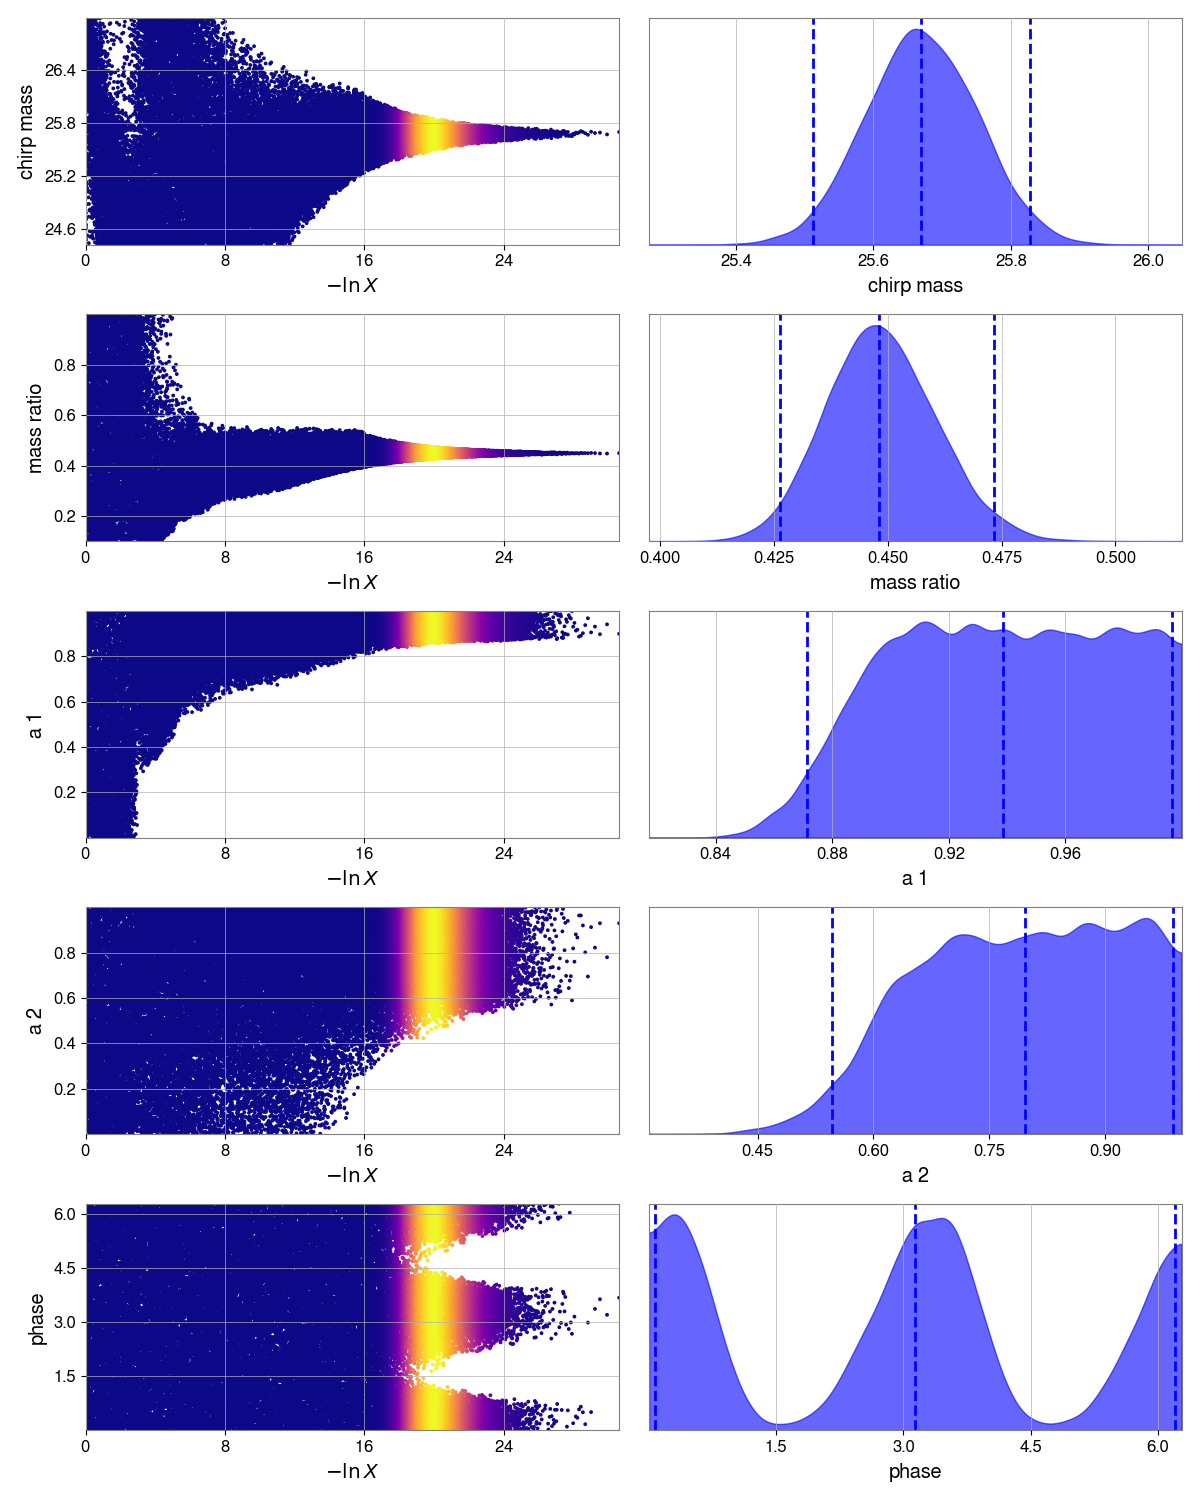 26.4
25.8
25.2
24.6
chirp mass
0 8 16 24
−ln X
25.4 25.6 25.8 26.0
chirp mass
0.8
0.6
0.4
0.2
mass ratio
0 8 16 24
−ln X
0.400 0.425 0.450 0.475 0.500
mass ratio
0.8
0.6
0.4
0.2
a 1
0 8 16 24
−ln X
0.84 0.88 0.92 0.96
a 1
0.8
0.6
0.4
0.2
a 2
0 8 16 24
−ln X
0.45 0.60 0.75 0.90
a 2
6.0
4.5
3.0
1.5
phase
0 8 16 24
−ln X
1.5 3.0 4.5 6.0
phase